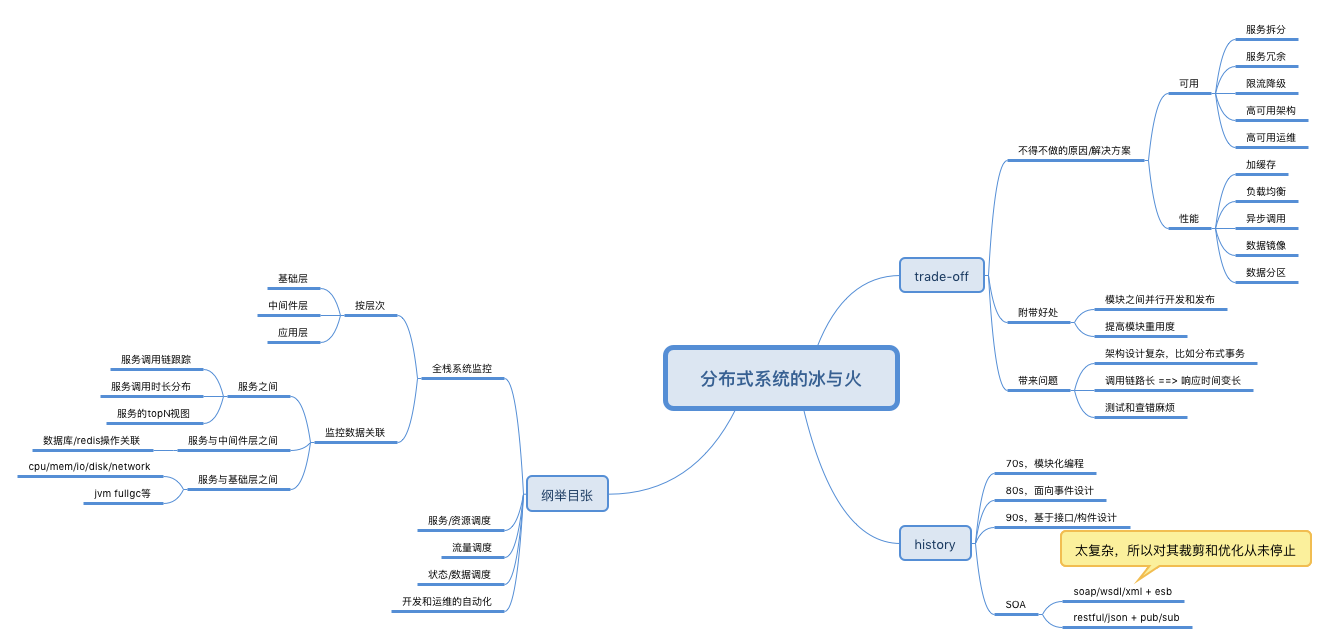 分布式系统的冰与火
trade-off
不得不做的原因/解决方案
可用
服务拆分
服务冗余
限流降级
高可用架构
高可用运维
性能
加缓存
负载均衡
异步调用
数据镜像
数据分区
附带好处
模块之间并行开发和发布
提高模块重用度
带来问题
架构设计复杂，比如分布式事务
调用链路长 ==> 响应时间变长
测试和查错麻烦
history
70s，模块化编程
80s，面向事件设计
90s，基于接口/构件设计
SOA
太复杂，所以对其裁剪和优化从未停止
soap/wsdl/xml + esb
restful/json + pub/sub
纲举目张
全栈系统监控
按层次
基础层
中间件层
应用层
监控数据关联
服务之间
服务调用链跟踪
服务调用时长分布
服务的topN视图
服务与中间件层之间
数据库/redis操作关联
服务与基础层之间
cpu/mem/io/disk/network
jvm fullgc等
服务/资源调度
流量调度
状态/数据调度
开发和运维的自动化